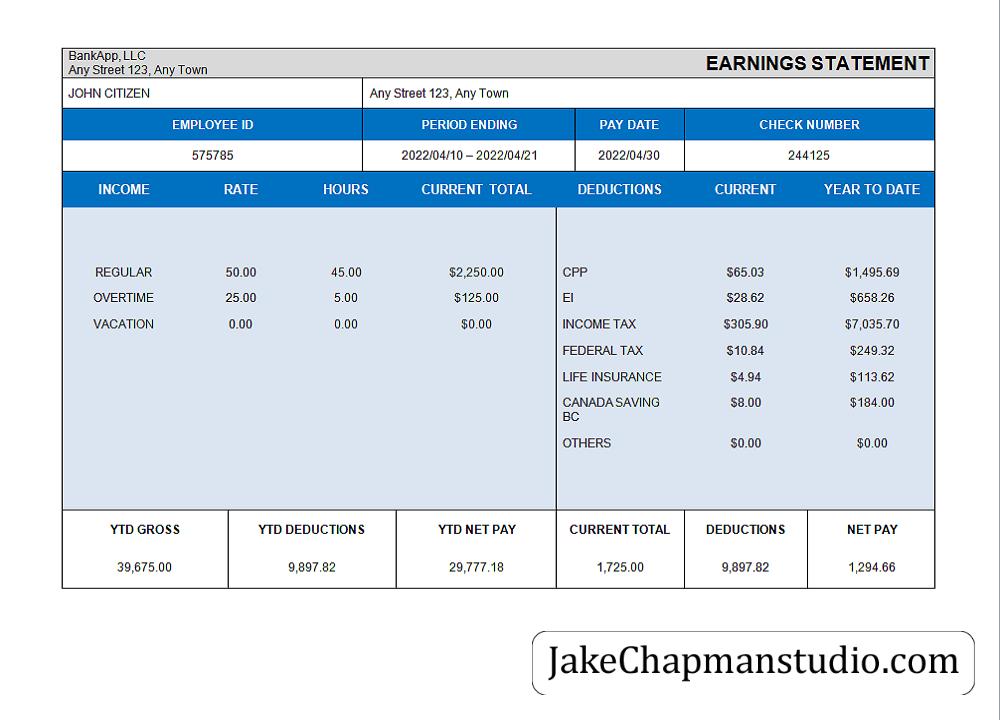 BankApp, LLC
Any Street 123, Any Town
EARNINGS STATEMENT
JOHN CITIZEN Any Street 123, Any Town
EMPLOYEE ID PERIOD ENDING PAY DATE CHECK NUMBER
575785 2022/04/10 – 2022/04/21 2022/04/30 244125
INCOME RATE HOURS CURRENT TOTAL DEDUCTIONS CURRENT YEAR TO DATE
REGULAR 50.00 45.00 $2,250.00 CPP $65.03 $1,495.69
OVERTIME 25.00 5.00 $125.00 EI $28.62 $658.26
VACATION 0.00 0.00 $0.00 INCOME TAX $305.90 $7,035.70
FEDERAL TAX $10.84 $249.32
LIFE INSURANCE $4.94 $113.62
CANADA SAVING $8.00 $184.00
BC
OTHERS $0.00 $0.00
YTD GROSS YTD DEDUCTIONS YTD NET PAY CURRENT TOTAL DEDUCTIONS NET PAY
39,675.00 9,897.82 29,777.18 1,725.00 9,897.82 1,294.66
JakeChapmanstudio.com